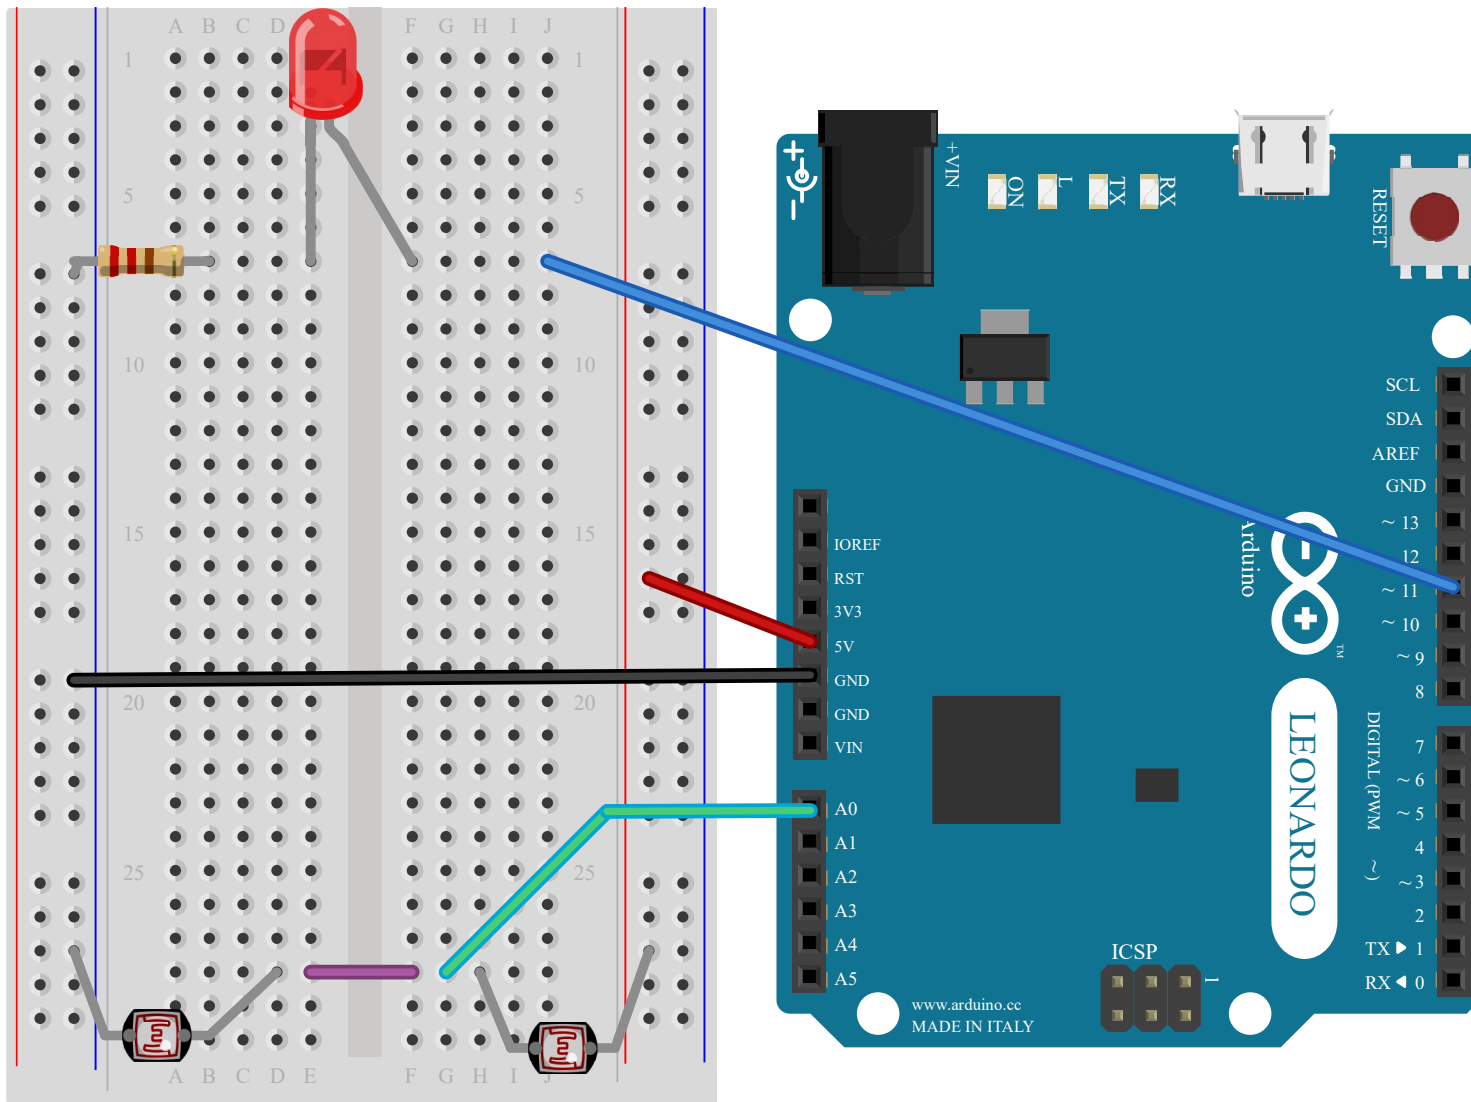 A B C D F G H I J
1 1
5 5
10 10
15 15
20 20
25 25
A B C D E F G H I J
+VIN
ON
L
TX
RX
RESET
SCL
SDA
AREF
GND
~ 13
12
~ 11
~ 10
~ 9
8
IOREF
RST
3V3
5V
GND
GND
VIN
Arduino
TM
LEONARDO
DIGITAL (PWM ~)
7
~ 6
~ 5
4
~ 3
2
TX 1
RX 0
A0
A1
A2
A3
A4
A5
ICSP
1
www.arduino.cc
MADE IN ITALY